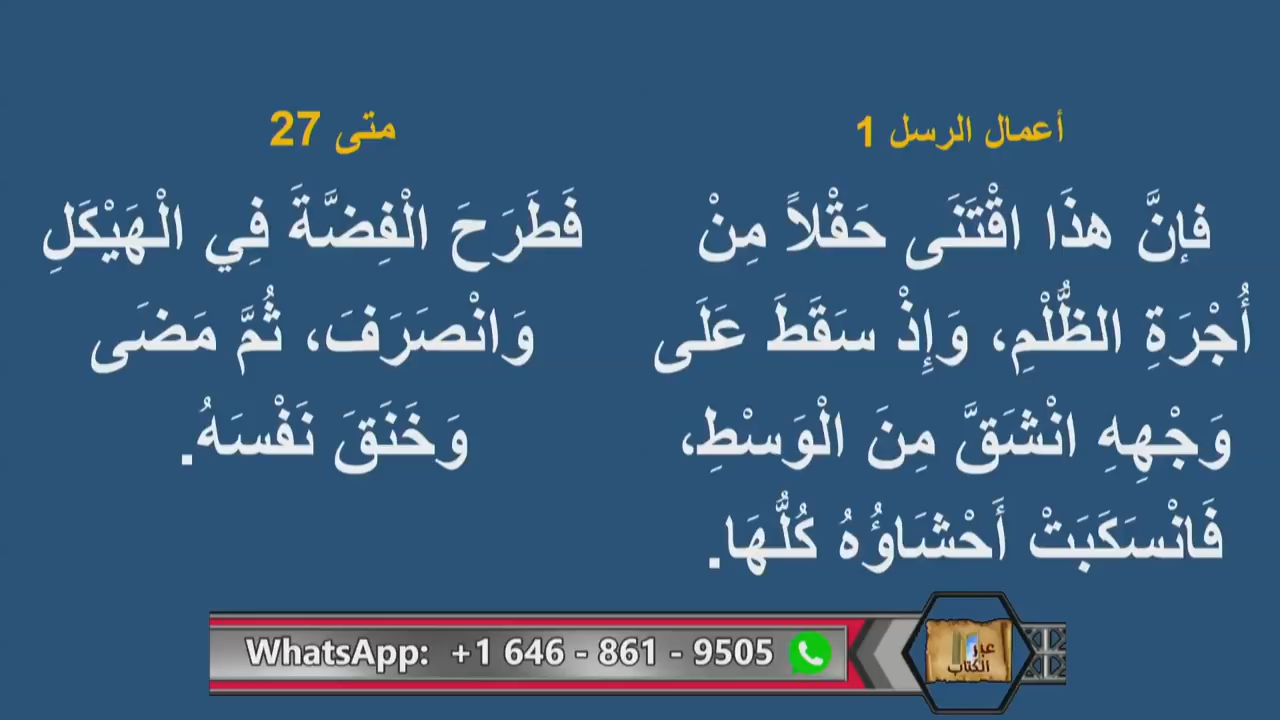 أعمال الرسل 1
فَإِنَّ هذَا اقْتَنَى حَقْلاً مِنْ
أُجْرَةِ الظُّلْمِ، وَإِذْ سَقَطَ عَلَى
وَجْهِهِ انْشَقَّ مِنَ الْوَسْطِ،
فَانْسَكَبَتْ أَحْشَاؤُهُ كُلُّهَا.
متى 27
فَطَرَحَ الْفِضَّةَ فِي الْهَيْكَلِ
وَانْصَرَفَ، ثُمَّ مَضَى
وَخَنَقَ نَفْسَهُ.
WhatsApp: +1 646 - 861 - 9505
عبر
الكتاب